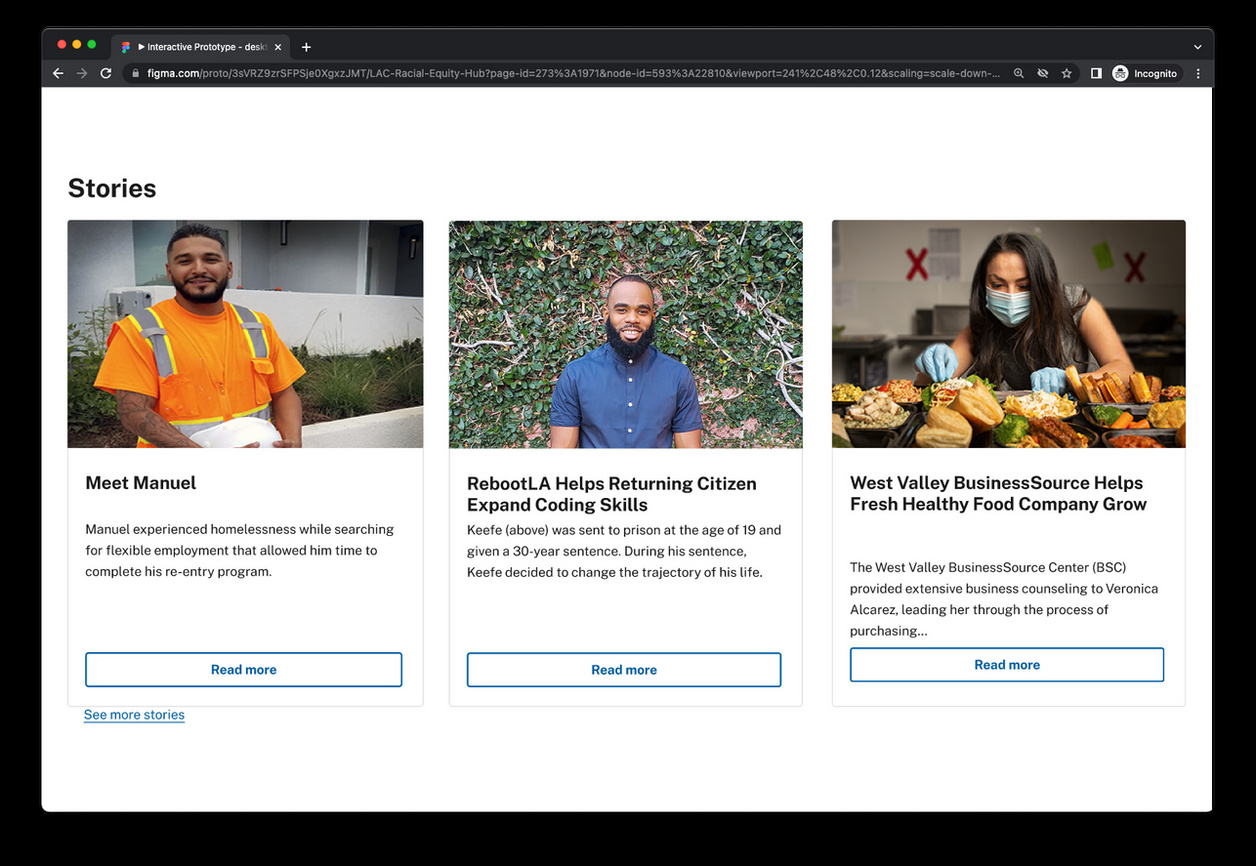 Interactive Prototype - desk
figma.com/proto/3sVRZ9zrSFPSje0XgxzJMT/LAC-Racial-Equity-Hub?page-id=273%3A1971&node-id=593%3A22810&viewport=241%2C48%2C0.12&scaling=scale-down-...
Incognito
Stories
Meet Manuel
Manuel experienced homelessness while searching
for flexible employment that allowed him time to
complete his re-entry program.
Read more
RebootLA Helps Returning Citizen
Expand Coding Skills
Keefe (above) was sent to prison at the age of 19 and
given a 30-year sentence. During his sentence,
Keefe decided to change the trajectory of his life.
Read more
West Valley BusinessSource Helps
Fresh Healthy Food Company Grow
The West Valley BusinessSource Center (BSC)
provided extensive business counseling to Veronica
Alcarez, leading her through the process of
purchasing...
Read more
See more stories